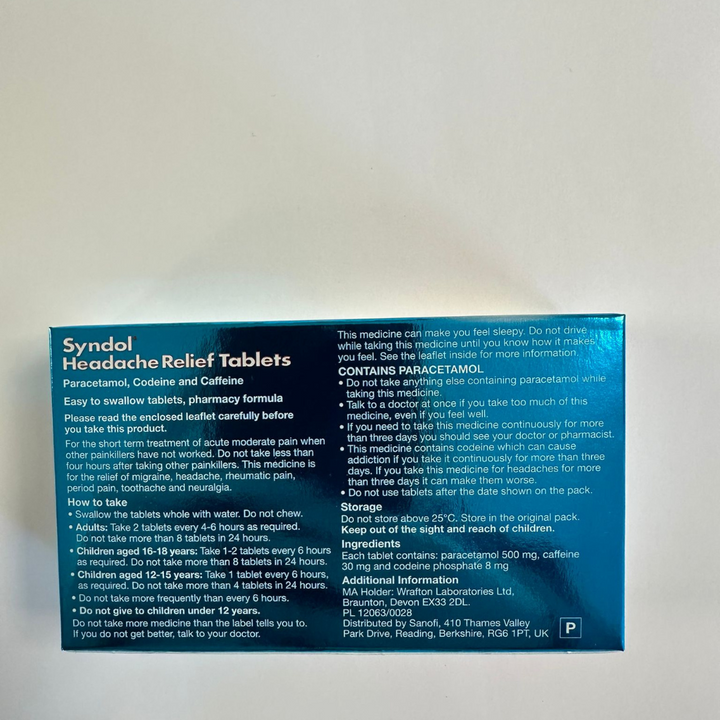 Syndol
Headache Relief Tablets
Paracetamol, Codeine and Caffeine
Easy to swallow tablets, pharmacy formula
Please read the enclosed leaflet carefully before
you take this product.
For the short term treatment of acute moderate pain when
other painkillers have not worked. Do not take less than
four hours after taking other painkillers. This medicine is
for the relief of migraine, headache, rheumatic pain,
period pain, toothache and neuralgia.
How to take
• Swallow the tablets whole with water. Do not chew.
• Adults: Take 2 tablets every 4-6 hours as required.
Do not take more than 8 tablets in 24 hours.
• Children aged 16-18 years: Take 1-2 tablets every 6 hours
as required. Do not take more than 8 tablets in 24 hours.
• Children aged 12-15 years: Take 1 tablet every 6 hours,
as required. Do not take more than 4 tablets in 24 hours.
• Do not take more frequently than every 6 hours.
• Do not give to children under 12 years.
Do not take more medicine than the label tells you to.
If you do not get better, talk to your doctor.
This medicine can make you feel sleepy. Do not drive
while taking this medicine until you know how it makes
you feel. See the leaflet inside for more information.
CONTAINS PARACETAMOL
• Do not take anything else containing paracetamol while
taking this medicine.
• Talk to a doctor at once if you take too much of this
medicine, even if you feel well.
• If you need to take this medicine continuously for more
than three days you should see your doctor or pharmacist.
• This medicine contains codeine which can cause
addiction if you take it continuously for more than three
days. If you take this medicine for headaches for more
than three days it can make them worse.
• Do not use tablets after the date shown on the pack.
Storage
Do not store above 25°C. Store in the original pack.
Keep out of the sight and reach of children.
Ingredients
Each tablet contains: paracetamol 500 mg, caffeine
30 mg and codeine phosphate 8 mg
Additional Information
MA Holder: Wrafton Laboratories Ltd,
Braunton, Devon EX33 2DL.
PL 12063/0028
Distributed by Sanofi, 410 Thames Valley
Park Drive, Reading, Berkshire, RG6 1PT, UK
P